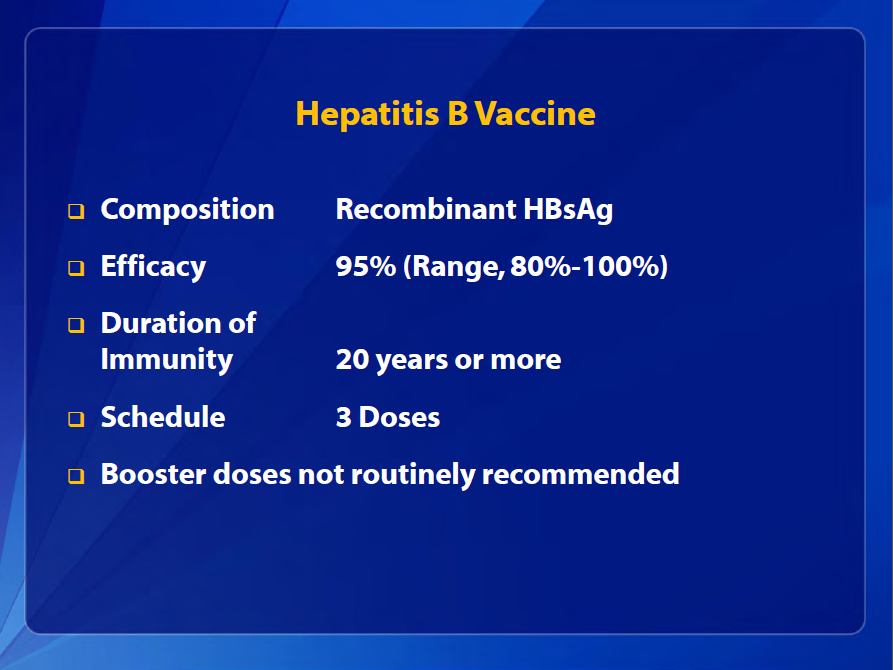 Hepatitis B Vaccine
❑ Composition Recombinant HBsAg
❑ Efficacy 95% (Range, 80%-100%)
❑ Duration of
Immunity 20 years or more
❑ Schedule 3 Doses
❑ Booster doses not routinely recommended